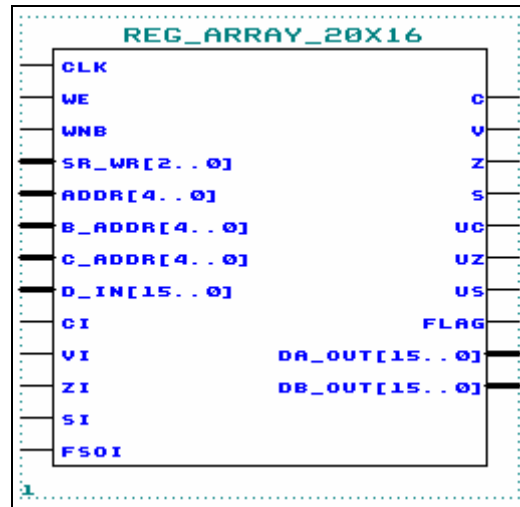 REG_ARRAY_20X16
CLK
WE
WNB
SR_WR[2..0]
ADDR[4..0]
B_ADDR[4..0]
C_ADDR[4..0]
D_IN[15..0]
CI
VI
ZI
SI
FSOI
C
V
Z
S
UC
UZ
US
FLAG
DA_OUT[15..0]
DB_OUT[15..0]
1